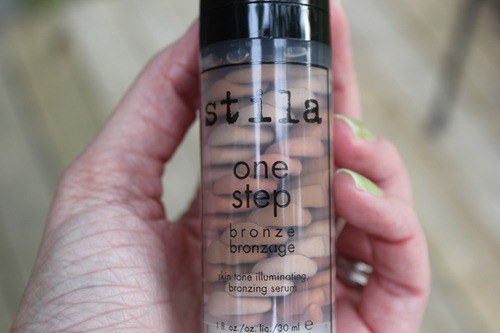 stila
one
step
bronze
bronzage
skin tone illuminating
bronzing serum
1 fl. oz./oz. liq./30 ml e